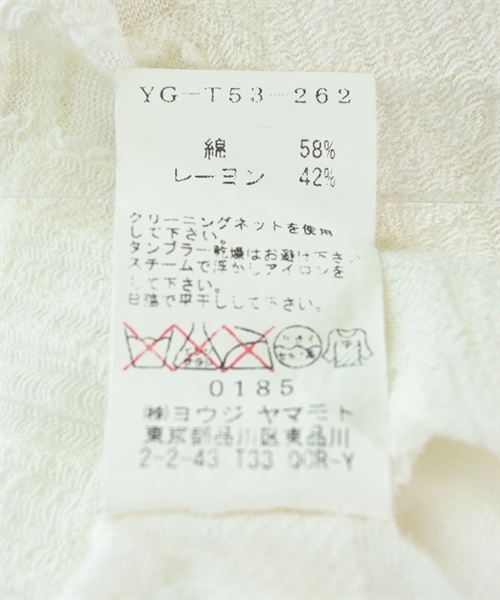 YG-T53-262
綿 58%
レーヨン 42%
クリーニングネットを使用
して下さい。
タンブラー乾燥はお避け下さい
スチームで浮かしアイロンを
して下さい。
日陰で平干しして下さい。
0185
㈱ヨウジ ヤマモト
東京都品川区東品川
2-2-43 T33 QCR-Y